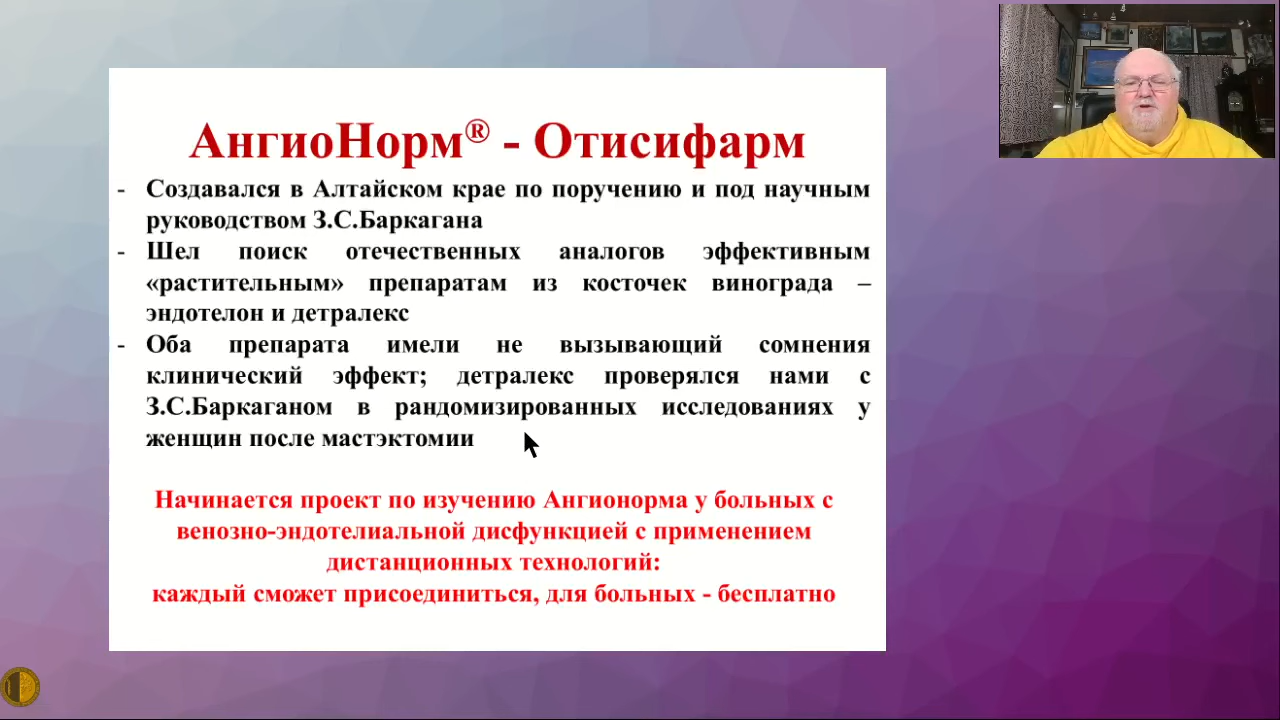 АнгиоНорм® - Отисифарм
- Создавался в Алтайском крае по поручению и под научным
руководством З.С.Баркагана
- Шел поиск отечественных аналогов эффективным
«растительным» препаратам из косточек винограда –
эндотелон и детралекс
- Оба препарата имели не вызывающий сомнения
клинический эффект; детралекс проверялся нами с
З.С.Баркаганом в рандомизированных исследованиях у
женщин после мастэктомии
Начинается проект по изучению Ангионорма у больных с
венозно-эндотелиальной дисфункцией с применением
дистанционных технологий:
каждый сможет присоединиться, для больных - бесплатно